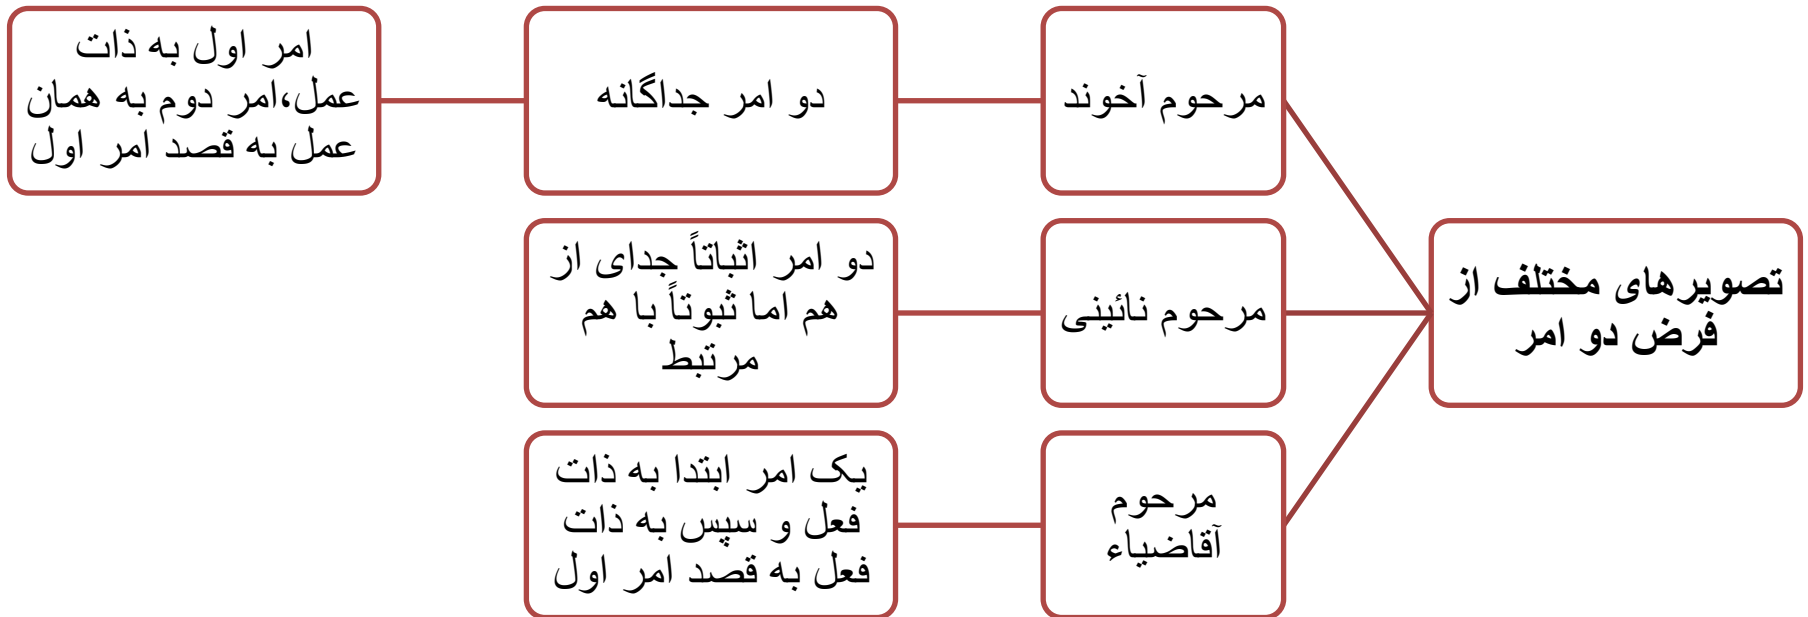 تصویرهای مختلف از
فرض دو امر
مرحوم آخوند
دو امر جداگانه
امر اول به ذات
عمل،امر دوم به همان
عمل به قصد امر اول
مرحوم نائینی
دو امر اثباتاً جدای از
هم اما ثبوتاً با هم
مرتبط
مرحوم
آقاضیاء
یک امر ابتدا به ذات
فعل و سپس به ذات
فعل به قصد امر اول